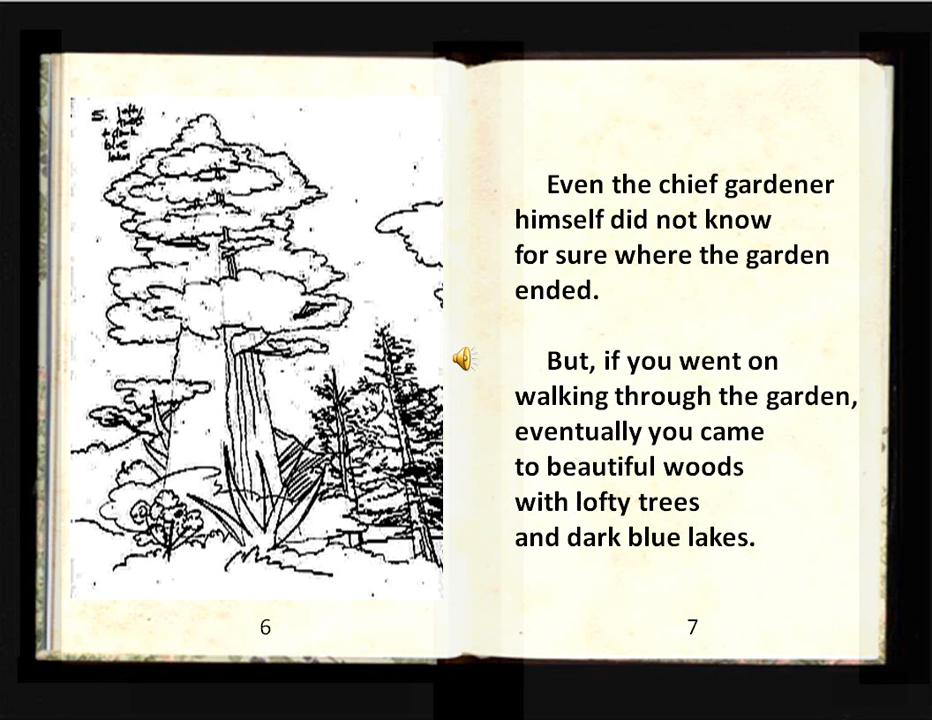 5. lofty
trees
+ dark
blue
lakes
Even the chief gardener
himself did not know
for sure where the garden
ended.
But, if you went on
walking through the garden,
eventually you came
to beautiful woods
with lofty trees
and dark blue lakes.
6
7